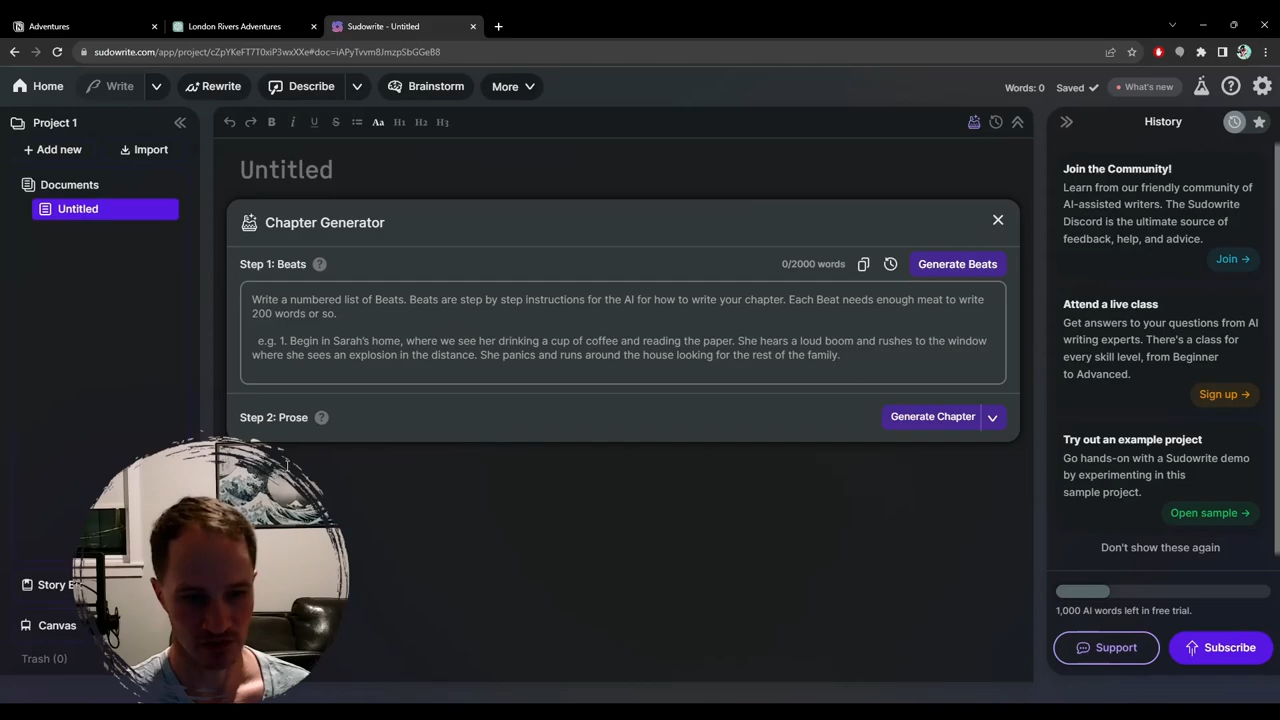 Adventures
London Rivers Adventures
Sudowrite - Untitled
sudowrite.com/app/project/cZpYKeFT7T0xiP3wxXXe#doc=iAPyTvvm8JmzpSbGGeB8
Home
Write
Rewrite
Describe
Brainstorm
More
Words: 0
Saved
What's new
Project 1
B i U S Aa H1 H2 H3
History
+ Add new
Import
Untitled
Join the Community!
Learn from our friendly community of
AI-assisted writers. The Sudowrite
Discord is the ultimate source of
feedback, help, and advice.
Join →
Documents
Untitled
Chapter Generator
Step 1: Beats
0/2000 words
Generate Beats
Write a numbered list of Beats. Beats are step by step instructions for the AI for how to write your chapter. Each Beat needs enough meat to write
200 words or so.
e.g. 1. Begin in Sarah's home, where we see her drinking a cup of coffee and reading the paper. She hears a loud boom and rushes to the window
where she sees an explosion in the distance. She panics and runs around the house looking for the rest of the family.
Attend a live class
Get answers to your questions from AI
writing experts. There's a class for
every skill level, from Beginner
to Advanced.
Sign up →
Step 2: Prose
Generate Chapter
Try out an example project
Go hands-on with a Sudowrite demo
by experimenting in this
sample project.
Open sample →
Don't show these again
Story
Canvas
Trash (0)
1,000 AI words left in free trial.
Support
Subscribe